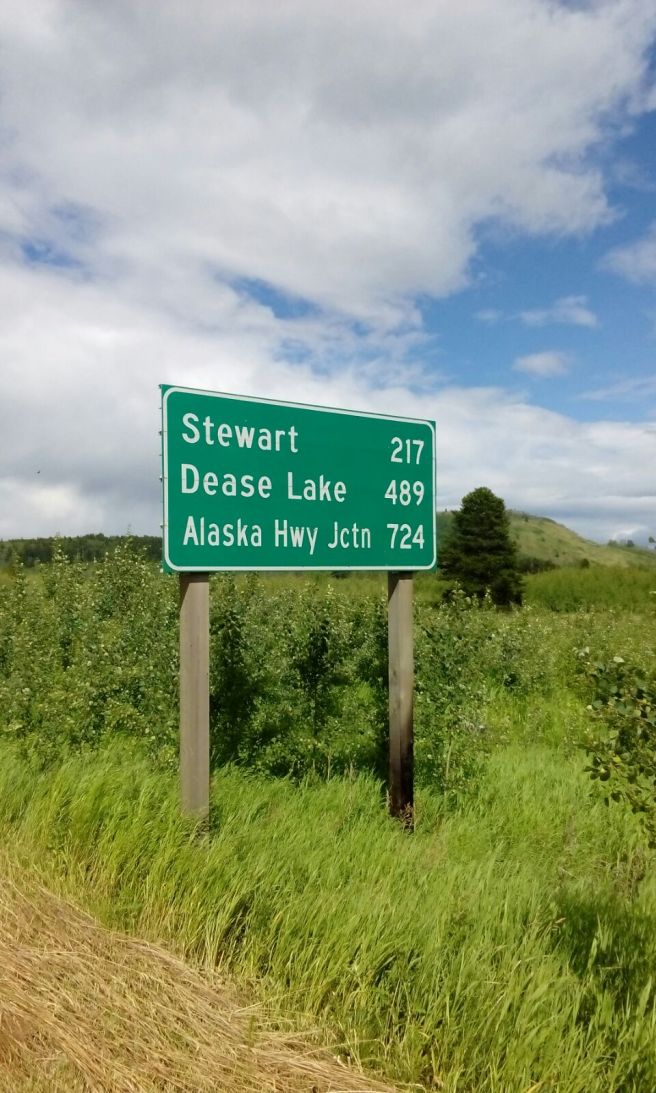 Stewart 217
Dease Lake 489
Alaska Hwy Jctn 724